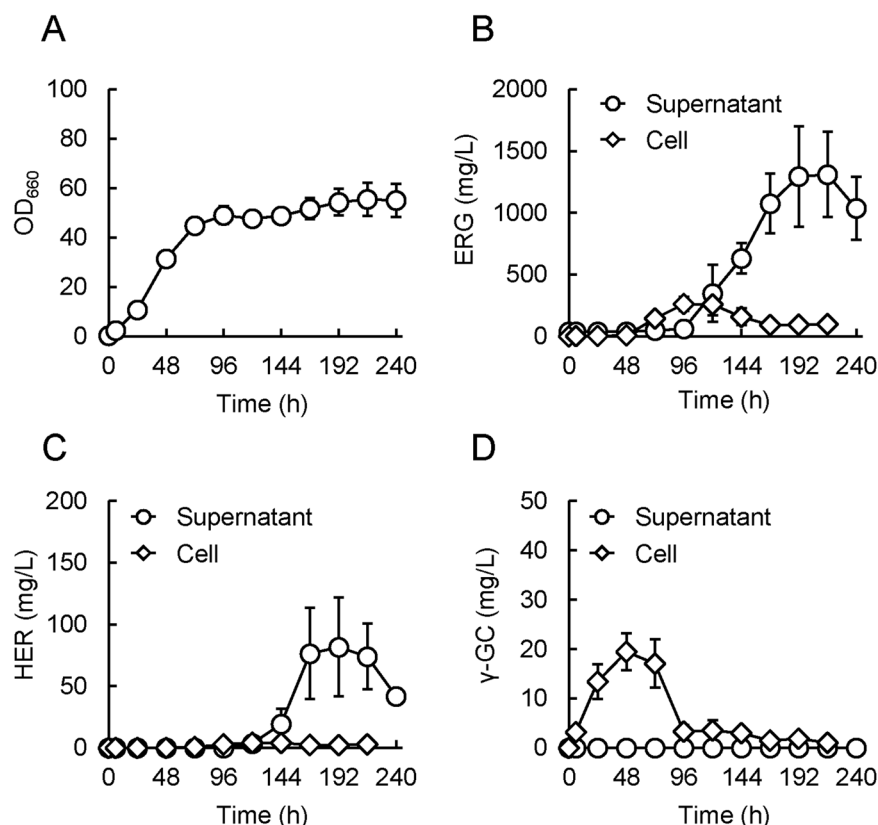 A
100
80
60
40
20
0
OD660
0 48 96 144 192 240
Time (h)
B
2000
1500
1000
500
0
ERG (mg/L)
Supernatant
Cell
0 48 96 144 192 240
Time (h)
C
200
150
100
50
0
HER (mg/L)
Supernatant
Cell
0 48 96 144 192 240
Time (h)
D
50
40
30
20
10
0
γ-GC (mg/L)
Supernatant
Cell
0 48 96 144 192 240
Time (h)